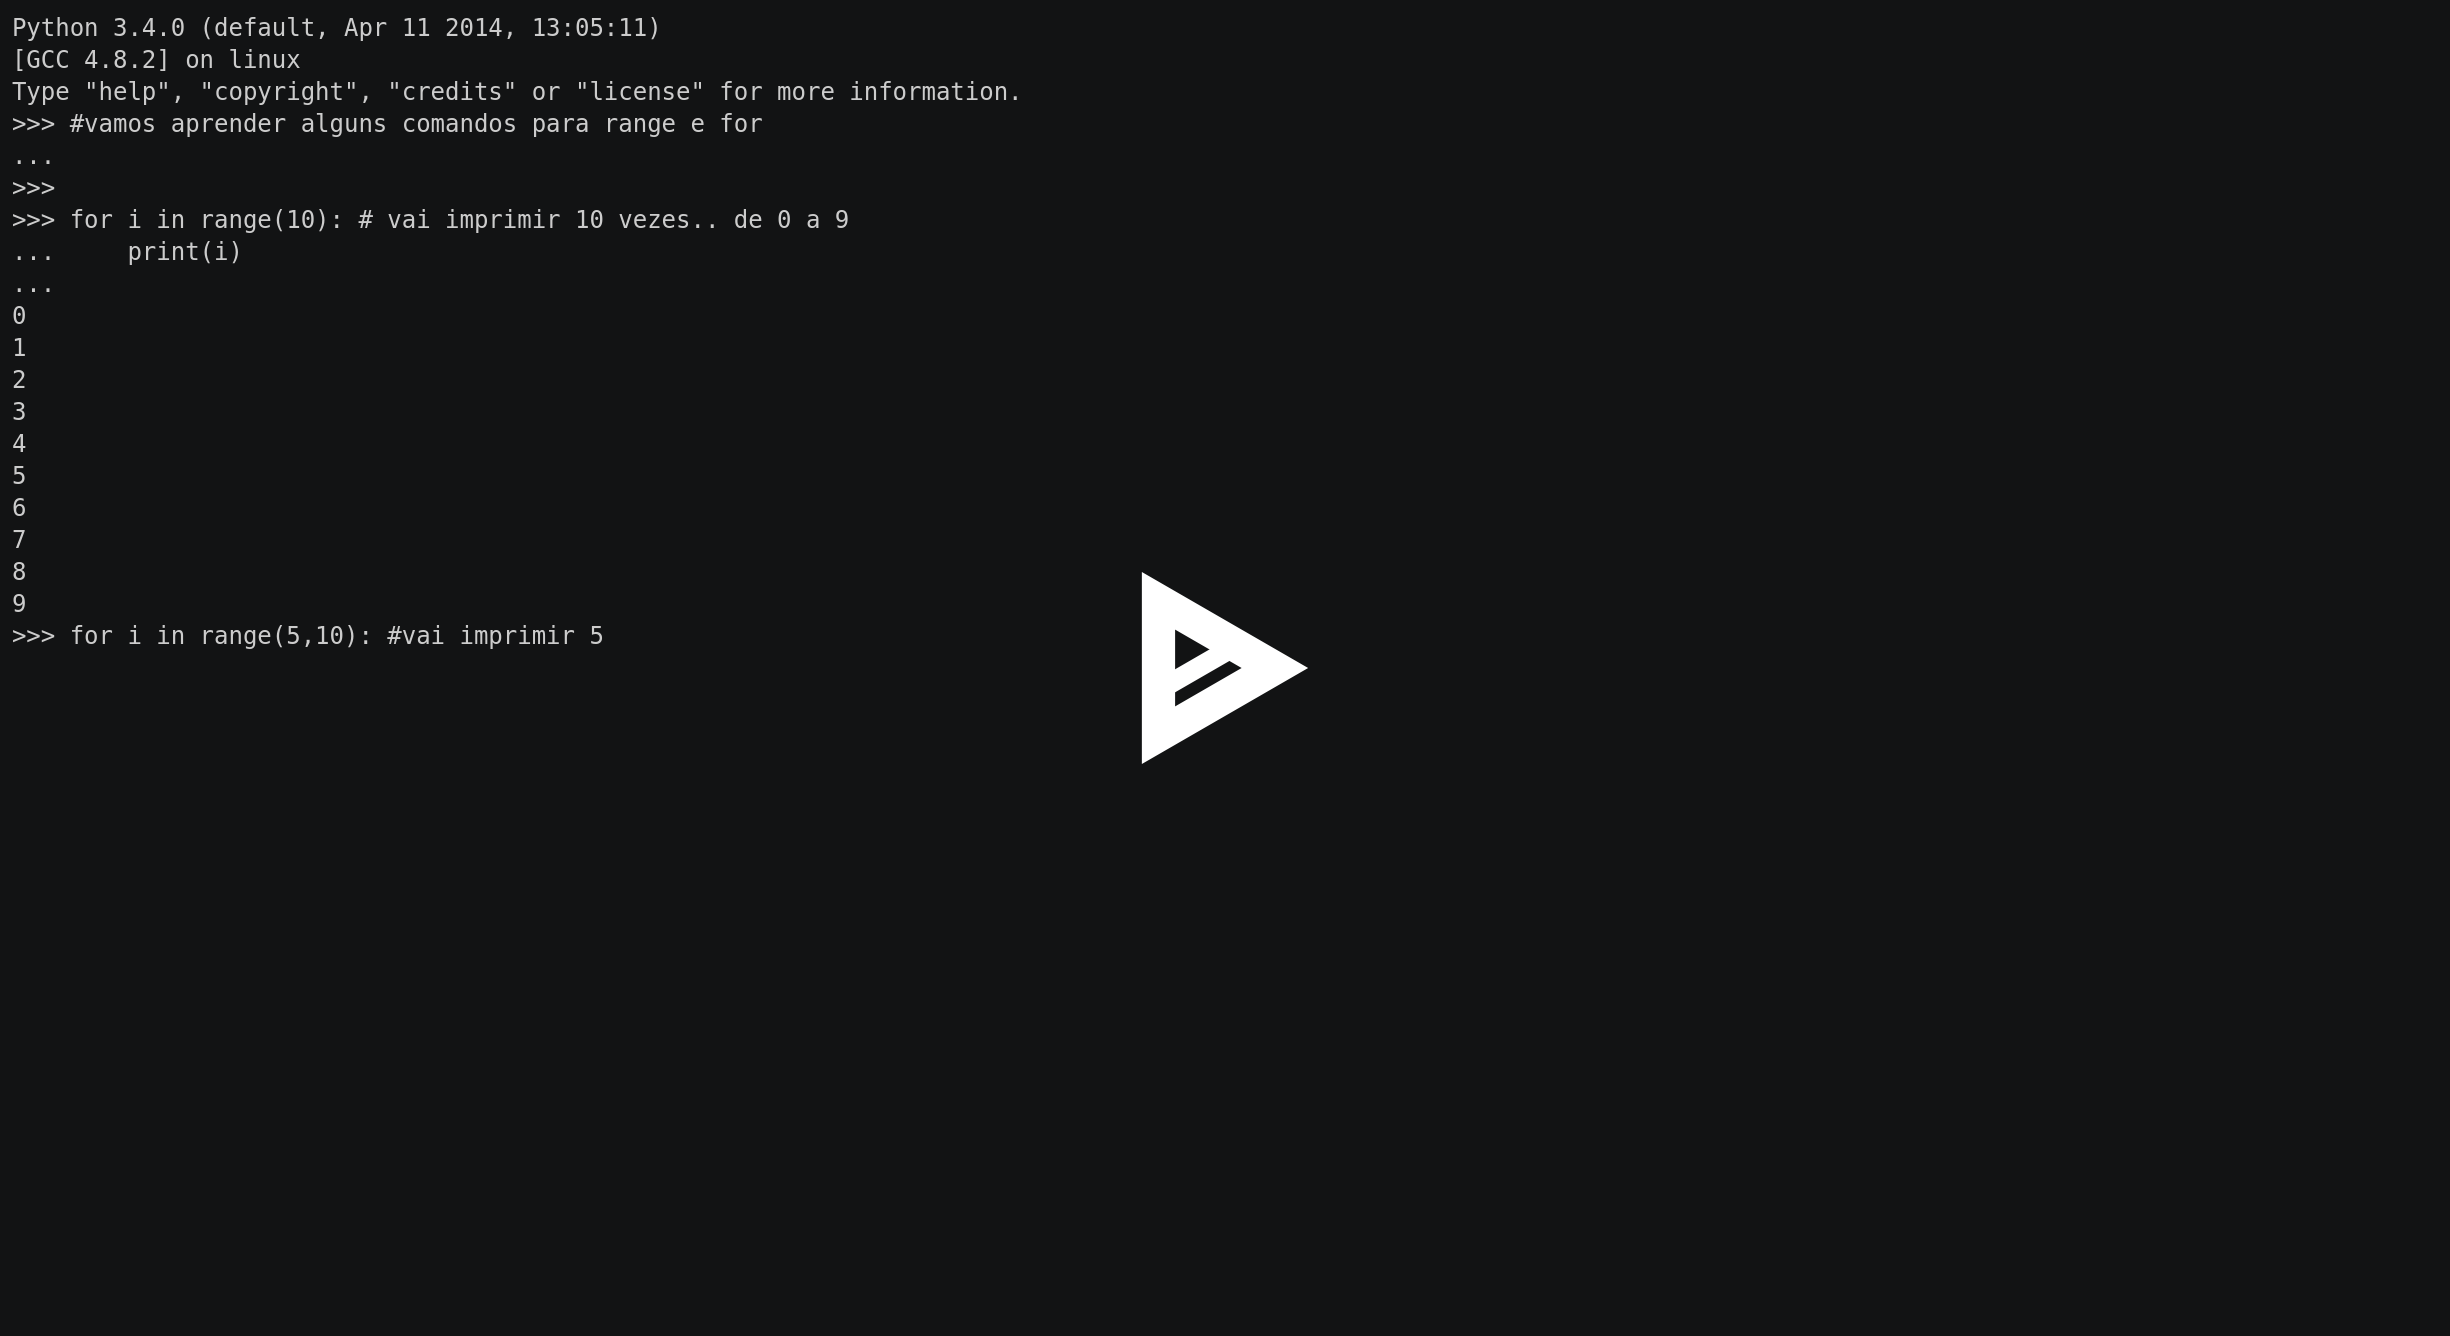 Python 3.4.0 (default, Apr 11 2014, 13:05:11)
[GCC 4.8.2] on linux
Type "help", "copyright", "credits" or "license" for more information.
>>> #vamos aprender alguns comandos para range e for
...
>>>
>>> for i in range(10): # vai imprimir 10 vezes.. de 0 a 9
...     print(i)
...
0
1
2
3
4
5
6
7
8
9
>>> for i in range(5,10): #vai imprimir 5